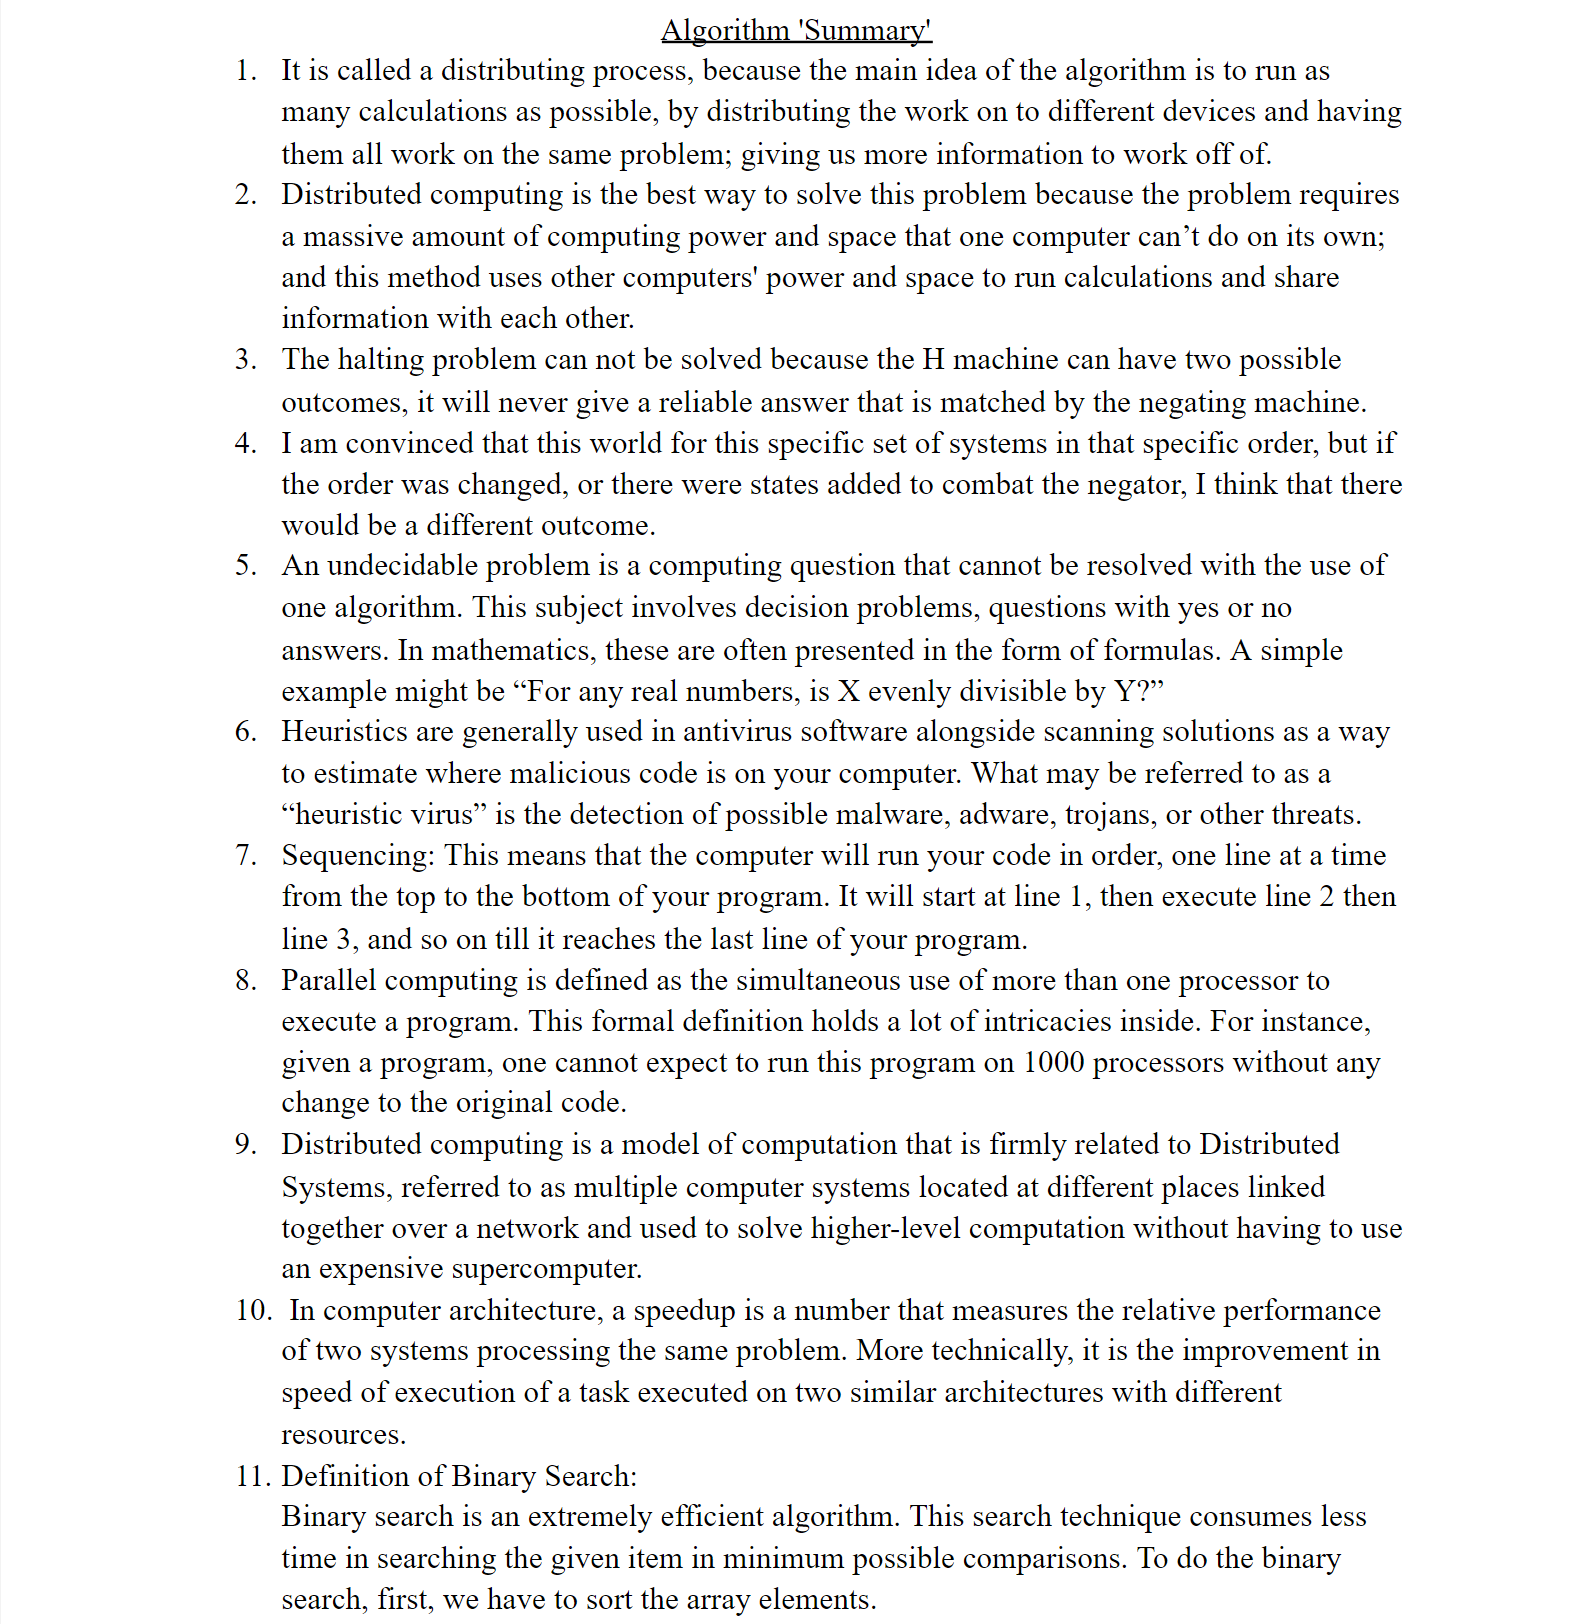 Algorithm 'Summary'
1. It is called a distributing process, because the main idea of the algorithm is to run as
many calculations as possible, by distributing the work on to different devices and having
them all work on the same problem; giving us more information to work off of.
2. Distributed computing is the best way to solve this problem because the problem requires
a massive amount of computing power and space that one computer can’t do on its own;
and this method uses other computers' power and space to run calculations and share
information with each other.
3. The halting problem can not be solved because the H machine can have two possible
outcomes, it will never give a reliable answer that is matched by the negating machine.
4. I am convinced that this world for this specific set of systems in that specific order, but if
the order was changed, or there were states added to combat the negator, I think that there
would be a different outcome.
5. An undecidable problem is a computing question that cannot be resolved with the use of
one algorithm. This subject involves decision problems, questions with yes or no
answers. In mathematics, these are often presented in the form of formulas. A simple
example might be “For any real numbers, is X evenly divisible by Y?”
6. Heuristics are generally used in antivirus software alongside scanning solutions as a way
to estimate where malicious code is on your computer. What may be referred to as a
“heuristic virus” is the detection of possible malware, adware, trojans, or other threats.
7. Sequencing: This means that the computer will run your code in order, one line at a time
from the top to the bottom of your program. It will start at line 1, then execute line 2 then
line 3, and so on till it reaches the last line of your program.
8. Parallel computing is defined as the simultaneous use of more than one processor to
execute a program. This formal definition holds a lot of intricacies inside. For instance,
given a program, one cannot expect to run this program on 1000 processors without any
change to the original code.
9. Distributed computing is a model of computation that is firmly related to Distributed
Systems, referred to as multiple computer systems located at different places linked
together over a network and used to solve higher-level computation without having to use
an expensive supercomputer.
10. In computer architecture, a speedup is a number that measures the relative performance
of two systems processing the same problem. More technically, it is the improvement in
speed of execution of a task executed on two similar architectures with different
resources.
11. Definition of Binary Search:
Binary search is an extremely efficient algorithm. This search technique consumes less
time in searching the given item in minimum possible comparisons. To do the binary
search, first, we have to sort the array elements.